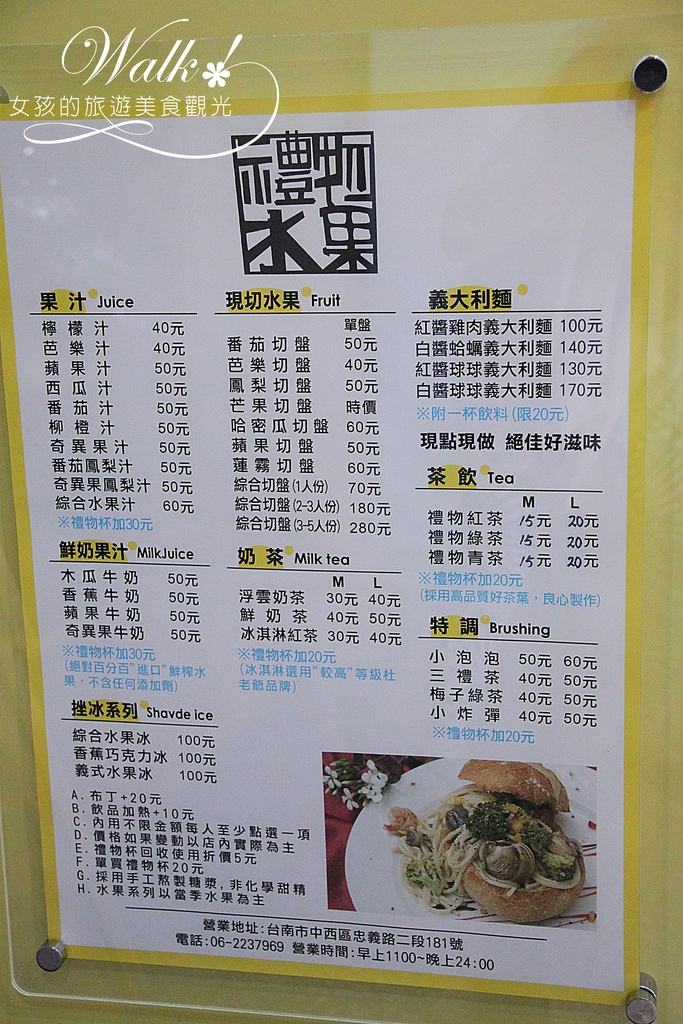 Walk!
女孩的旅遊美食觀光
禮物
水果
果汁 Juice
檸檬汁 40元
芭樂汁 40元
蘋果汁 50元
西瓜汁 50元
番茄汁 50元
柳橙汁 50元
奇異果汁 50元
番茄鳳梨汁 50元
奇異果鳳梨汁 50元
綜合水果汁 60元
※禮物杯加30元
鮮奶果汁 MilkJuice
木瓜牛奶 50元
香蕉牛奶 50元
蘋果牛奶 50元
奇異果牛奶 50元
※禮物杯加30元
(絕對百分百"進口"鮮榨水
果，不含任何添加劑)
挫冰系列 Shavde ice
綜合水果冰 100元
香蕉巧克力冰 100元
義式水果冰 100元
現切水果 Fruit
單盤
番茄切盤 50元
芭樂切盤 40元
鳳梨切盤 50元
芒果切盤 時價
哈密瓜切盤 60元
蘋果切盤 50元
蓮霧切盤 60元
綜合切盤(1人份) 70元
綜合切盤(2-3人份) 180元
綜合切盤(3-5人份) 280元
奶茶 Milk tea
M L
浮雲奶茶 30元 40元
鮮奶茶 40元 50元
冰淇淋紅茶 30元 40元
※禮物杯加20元
(冰淇淋選用"較高"等級杜
老爺品牌)
義大利麵
紅醬雞肉義大利麵 100元
白醬蛤蠣義大利麵 140元
紅醬球球義大利麵 130元
白醬球球義大利麵 170元
※附一杯飲料(限20元)
現點現做 絕佳好滋味
茶飲 Tea
M L
禮物紅茶 15元 20元
禮物綠茶 15元 20元
禮物青茶 15元 20元
※禮物杯加20元
(採用高品質好茶葉，良心製作)
特調 Brushing
小泡泡 50元 60元
三禮茶 40元 50元
梅子綠茶 40元 50元
小炸彈 40元 50元
※禮物杯加20元
A. 布丁+20元
B. 飲品加熱+10元
C. 內用不限金額每人至少點選一項
D. 價格如果變動以店內實際為主
E. 禮物杯回收使用折價5元
F. 單買禮物杯20元
G. 採用手工熬製糖漿，非化學甜精
H. 水果系列以當季水果為主
營業地址:台南市中西區忠義路二段181號
電話:06-2237969 營業時間:早上1100~晚上24:00